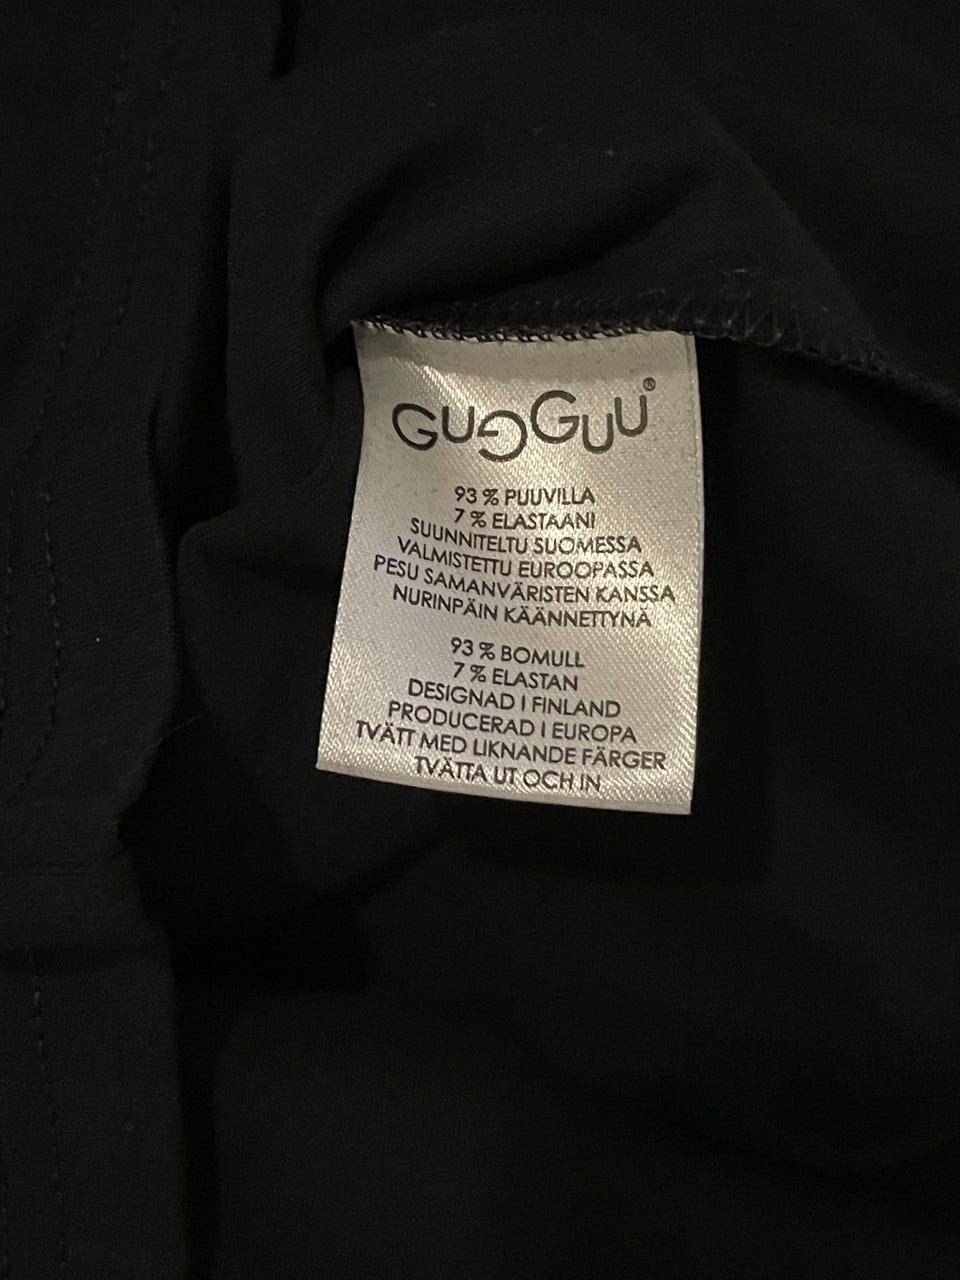 GUGGUU®
93 % PUUVILLA
7 % ELASTAANI
SUUNNITELTU SUOMESSA
VALMISTETTU EUROOPASSA
PESU SAMANVÄRISTEN KANSSA
NURINPÄIN KÄÄNNETTYNÄ
93 % BOMULL
7 % ELASTAN
DESIGNAD I FINLAND
PRODUCERAD I EUROPA
TVÄTT MED LIKNANDE FÄRGER
TVÄTTA UT OCH IN